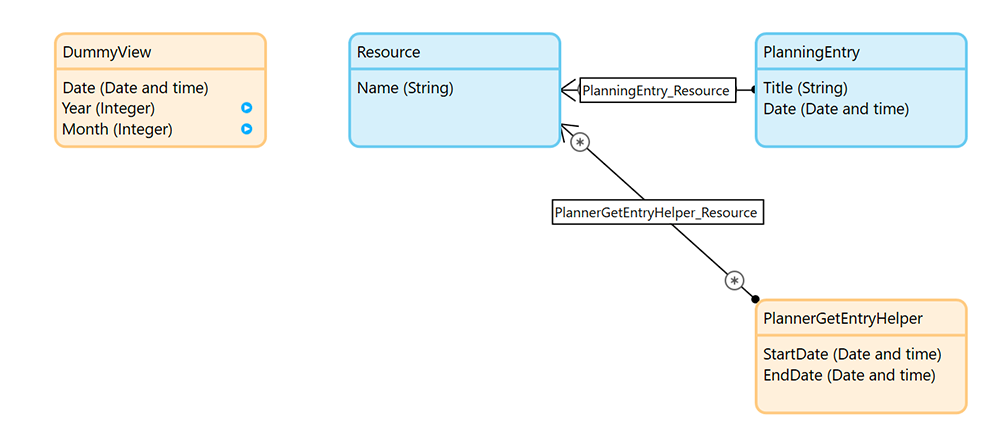 DummyView
Date (Date and time)
Year (Integer)
Month (Integer)
Resource
Name (String)
PlanningEntry_Resource
PlanningEntry
Title (String)
Date (Date and time)
PlannerGetEntryHelper_Resource
PlannerGetEntryHelper
StartDate (Date and time)
EndDate (Date and time)